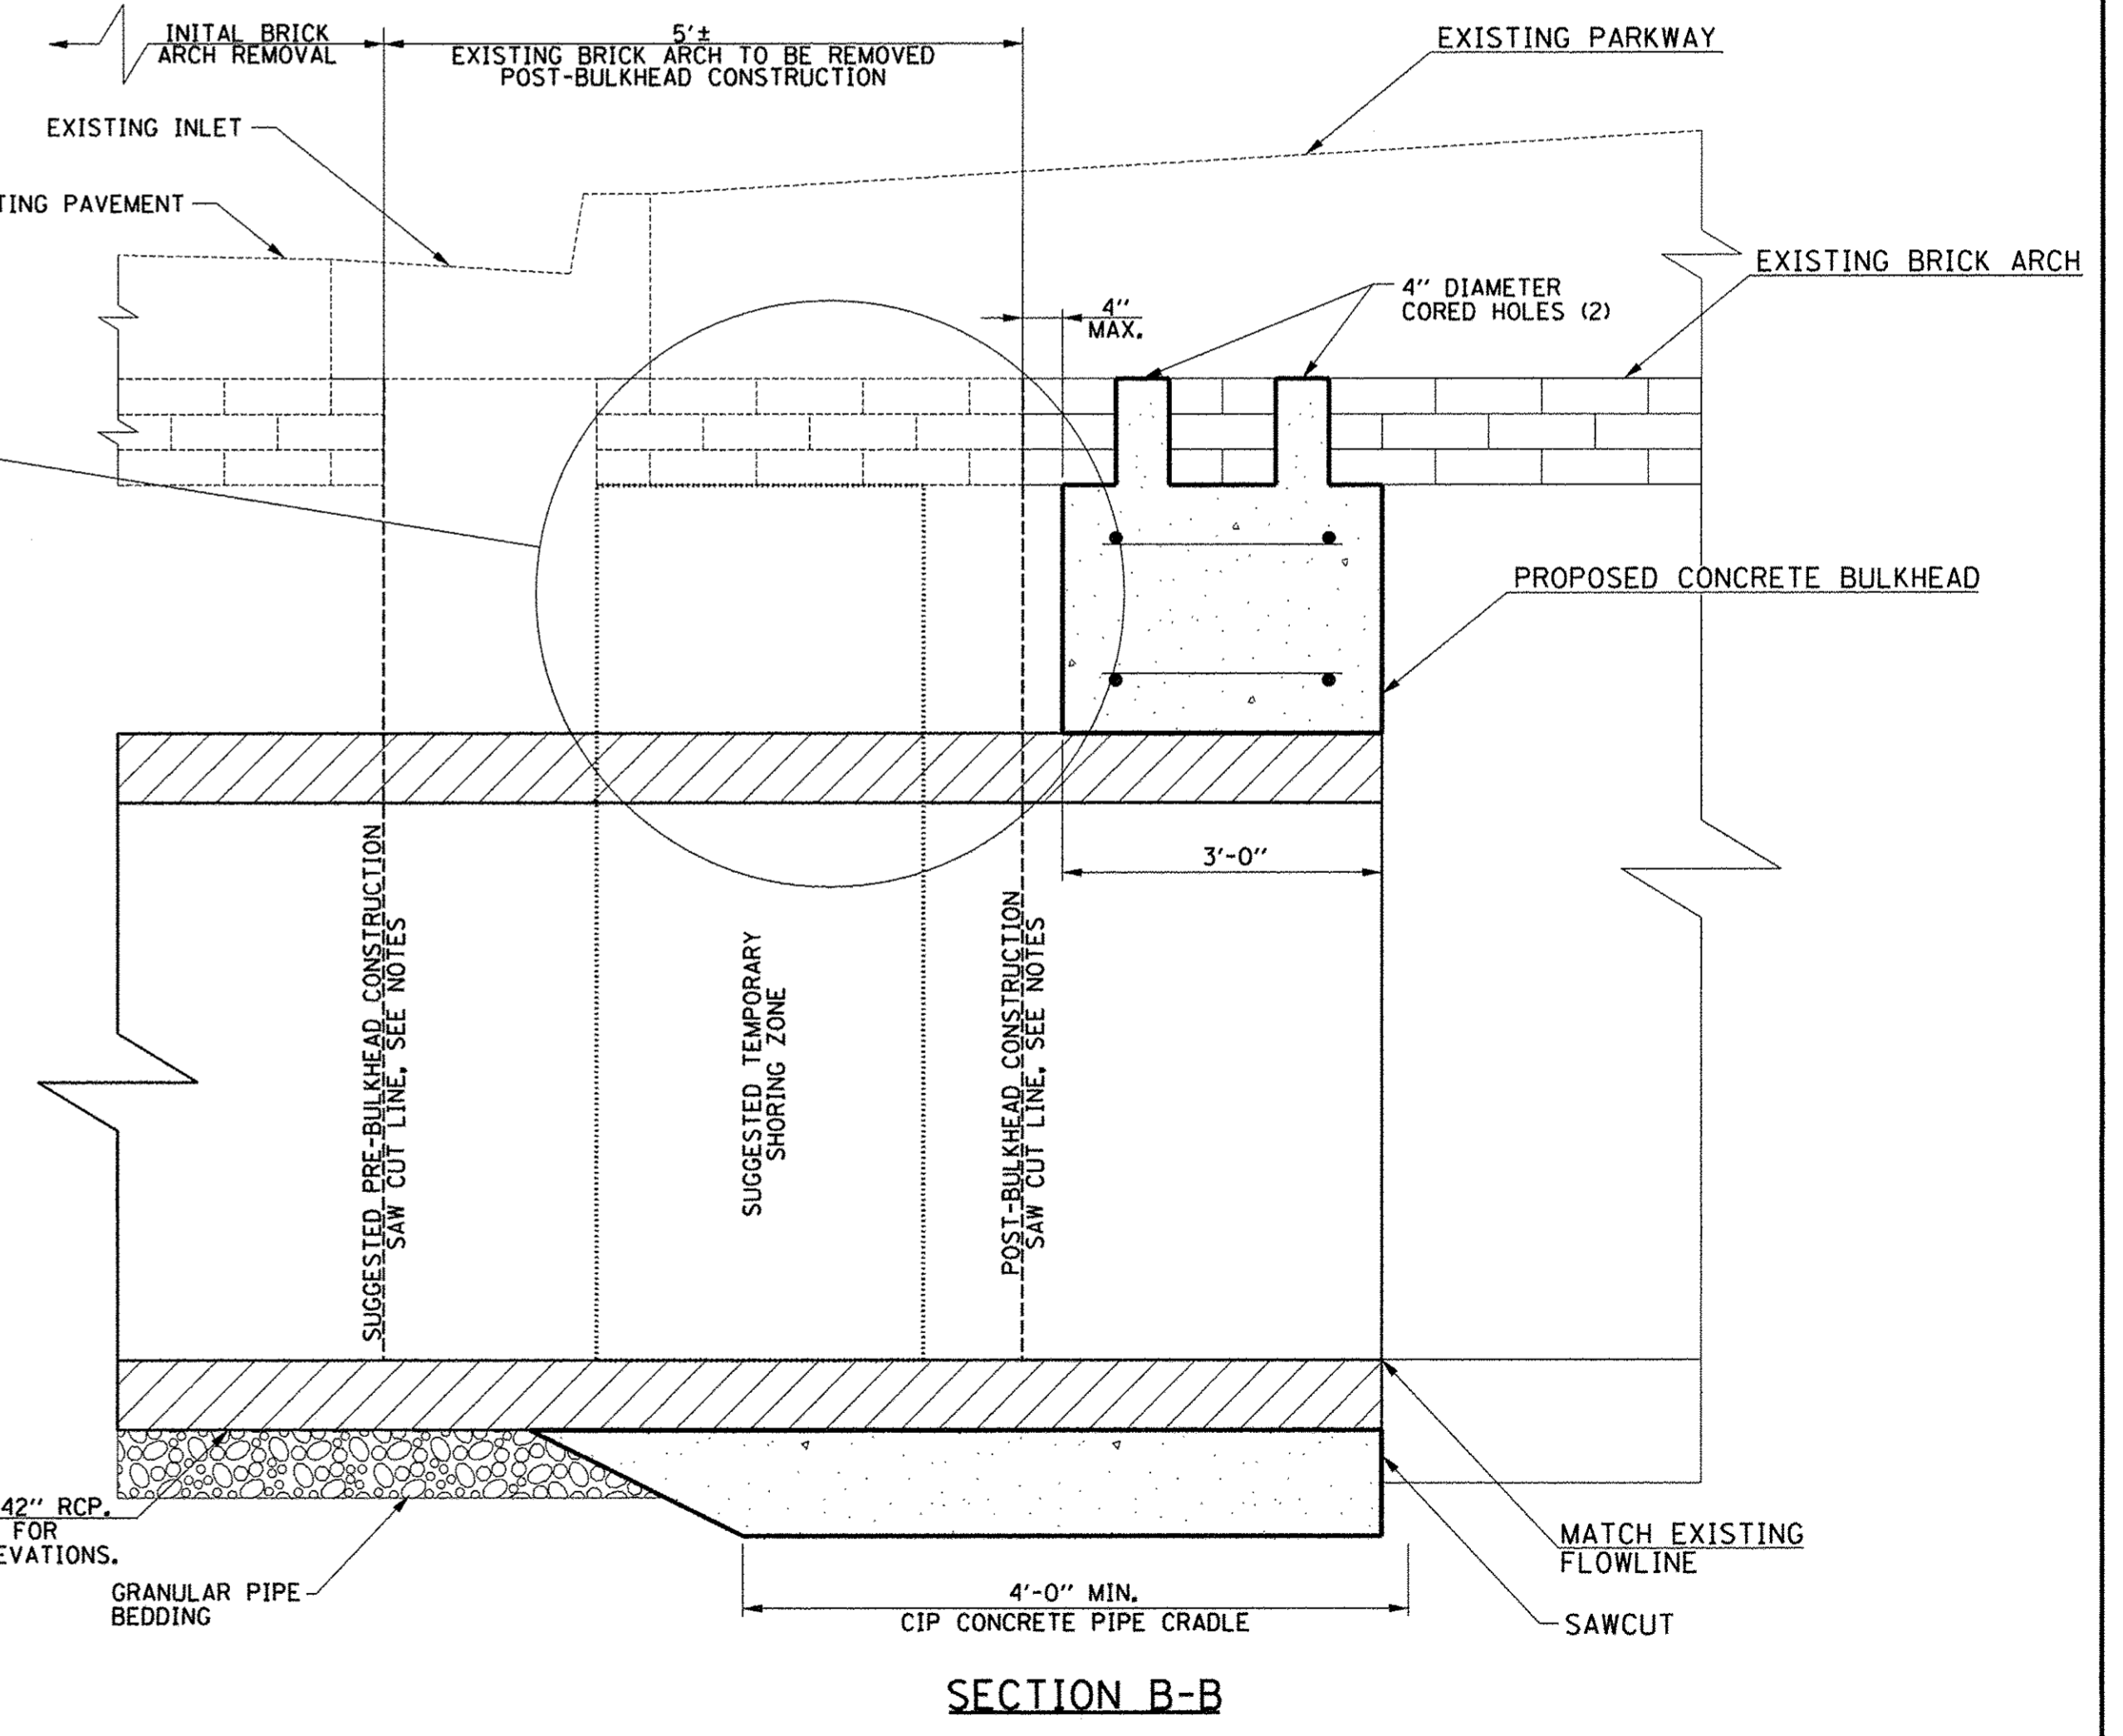 INITAL BRICK
ARCH REMOVAL
5'±
EXISTING BRICK ARCH TO BE REMOVED
POST-BULKHEAD CONSTRUCTION
EXISTING PARKWAY
EXISTING INLET
TING PAVEMENT
EXISTING BRICK ARCH
4" DIAMETER
CORED HOLES (2)
4"
MAX.
PROPOSED CONCRETE BULKHEAD
3'-0"
SUGGESTED PRE-BULKHEAD CONSTRUCTION
SAW CUT LINE, SEE NOTES
SUGGESTED TEMPORARY
SHORING ZONE
POST-BULKHEAD CONSTRUCTION
SAW CUT LINE, SEE NOTES
42" RCP.
FOR
EVATIONS.
GRANULAR PIPE
BEDDING
4'-0" MIN.
CIP CONCRETE PIPE CRADLE
MATCH EXISTING
FLOWLINE
SAWCUT
SECTION B-B